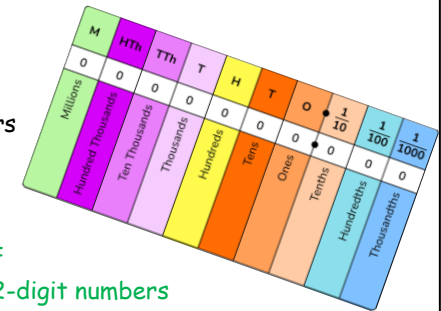 M HTh TTh T H T O • 1/10 1/100 1/1000
0 0 0 0 0 0 0 • 0 0 0
Millions Hundred Thousands Ten Thousands Thousands Hundreds Tens Ones Tenths Hundredths Thousandths
rs
2-digit numbers